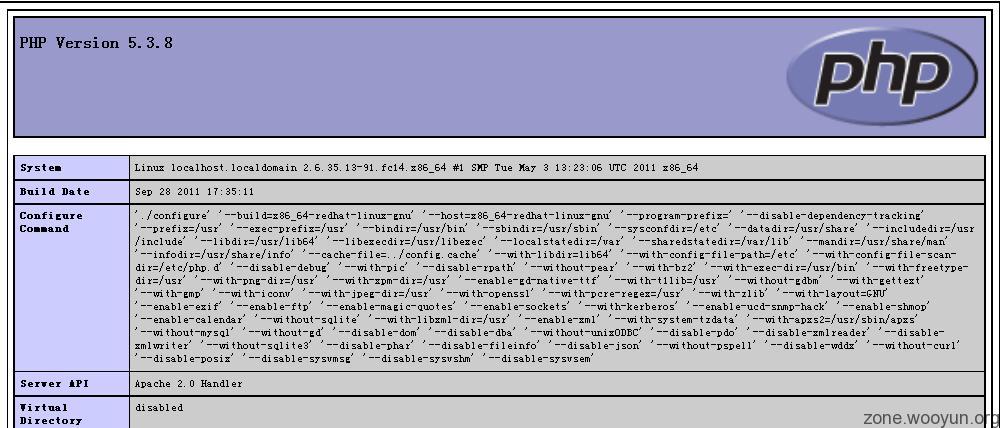 PHP Version 5.3.8
php
System Linux localhost.localdomain 2.6.35.13-91.fc14.x86_64 #1 SMP Tue May 3 13:23:06 UTC 2011 x86_64
Build Date Sep 28 2011 17:35:11
Configure Command './configure' '--build=x86_64-redhat-linux-gnu' '--host=x86_64-redhat-linux-gnu' '--program-prefix=' '--disable-dependency-tracking'
'--prefix=/usr' '--exec-prefix=/usr' '--bindir=/usr/bin' '--sbindir=/usr/sbin' '--sysconfdir=/etc' '--datadir=/usr/share' '--includedir=/usr
/include' '--libdir=/usr/lib64' '--libexecdir=/usr/libexec' '--localstatedir=/var' '--sharedstatedir=/var/lib' '--mandir=/usr/share/man'
'--infodir=/usr/share/info' '--cache-file=../config.cache' '--with-libdir=lib64' '--with-config-file-path=/etc' '--with-config-file-scan-
dir=/etc/php.d' '--disable-debug' '--with-pic' '--disable-rpath' '--without-pear' '--with-bz2' '--with-exec-dir=/usr/bin' '--with-freetype-
dir=/usr' '--with-png-dir=/usr' '--with-xpm-dir=/usr' '--enable-gd-native-ttf' '--with-t1lib=/usr' '--without-gdbm' '--with-gettext'
'--with-gmp' '--with-iconv' '--with-jpeg-dir=/usr' '--with-openssl' '--with-pcre-regex=/usr' '--with-zlib' '--with-layout=GNU'
'--enable-exif' '--enable-ftp' '--enable-magic-quotes' '--enable-sockets' '--with-kerberos' '--enable-ucd-snmp-hack' '--enable-shmop'
'--enable-calendar' '--without-sqlite' '--with-libxml-dir=/usr' '--enable-xml' '--with-system-tzdata' '--with-apxs2=/usr/sbin/apxs'
'--without-mysql' '--without-gd' '--disable-dom' '--disable-dba' '--without-unixODBC' '--disable-pdo' '--disable-xmlreader' '--disable-
xmlwriter' '--without-sqlite3' '--disable-phar' '--disable-fileinfo' '--disable-json' '--without-pspell' '--disable-wddx' '--without-curl'
'--disable-posix' '--disable-sysvmsg' '--disable-sysvshm' '--disable-sysvsem'
Server API Apache 2.0 Handler
Virtual Directory disabled
zone.wooyun.org